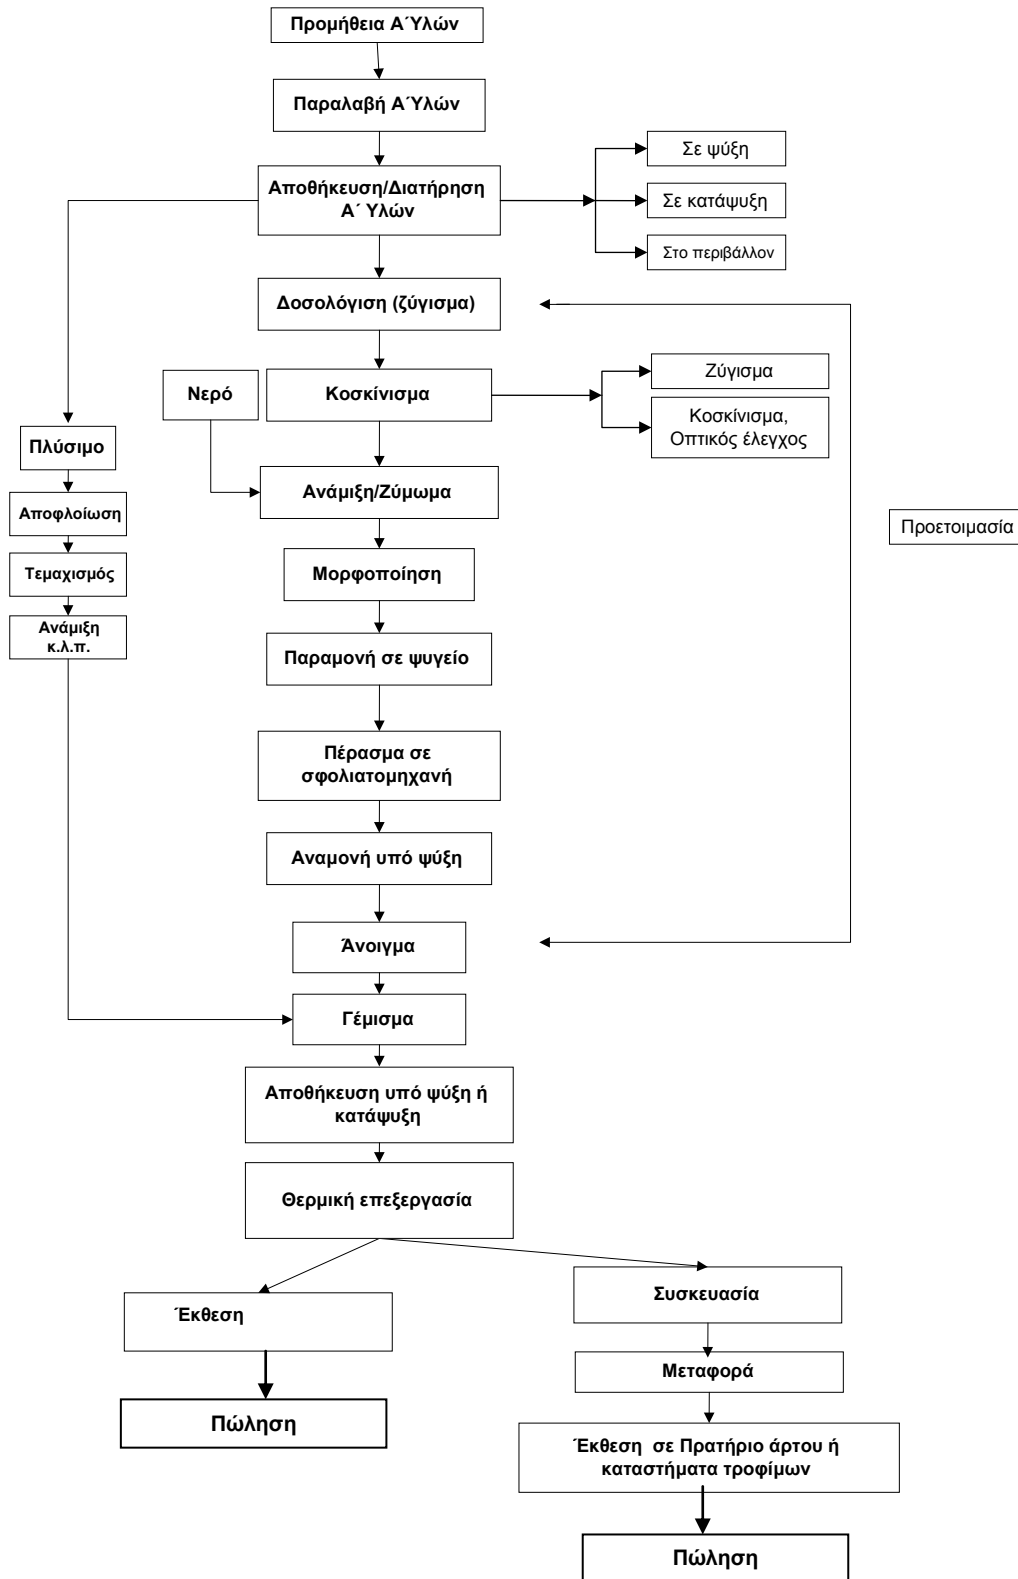 Προμήθεια Α΄Υλών
Παραλαβή Α΄Υλών
Αποθήκευση/Διατήρηση
Α΄ Υλών
Σε ψύξη
Σε κατάψυξη
Στο περιβάλλον
Δοσολόγιση (ζύγισμα)
Νερό
Κοσκίνισμα
Ζύγισμα
Κοσκίνισμα,
Οπτικός έλεγχος
Πλύσιμο
Αποφλοίωση
Τεμαχισμός
Ανάμιξη
κ.λ.π.
Ανάμιξη/Ζύμωμα
Προετοιμασία
Μορφοποίηση
Παραμονή σε ψυγείο
Πέρασμα σε
σφολιατομηχανή
Αναμονή υπό ψύξη
Άνοιγμα
Γέμισμα
Αποθήκευση υπό ψύξη ή
κατάψυξη
Θερμική επεξεργασία
Έκθεση
Πώληση
Συσκευασία
Μεταφορά
Έκθεση σε Πρατήριο άρτου ή
καταστήματα τροφίμων
Πώληση